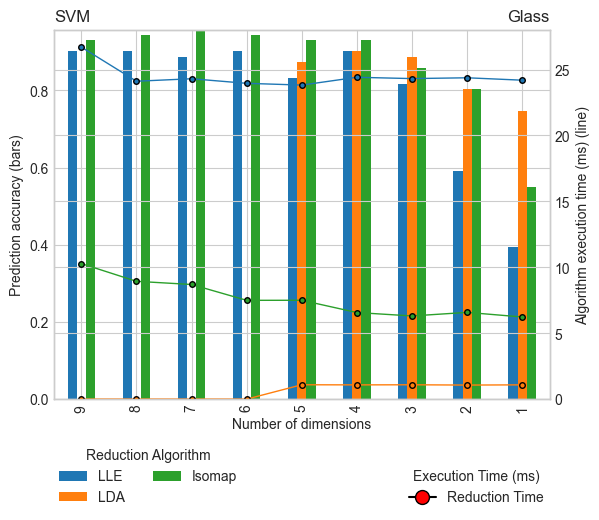 SVM Glass
Prediction accuracy (bars)
0.8
0.6
0.4
0.2
0.0
25
20
15
10
5
0
Algorithm execution time (ms) (line)
9 8 7 6 5 4 3 2 1
Number of dimensions
Reduction Algorithm
LLE Isomap
LDA
Execution Time (ms)
Reduction Time